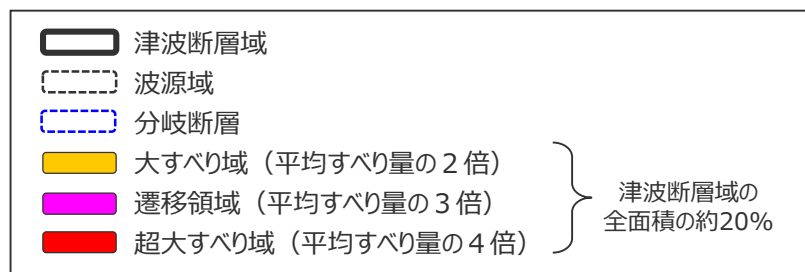 津波断層域
波源域
分岐断層
大すべり域（平均すべり量の２倍）
遷移領域（平均すべり量の３倍）
超大すべり域（平均すべり量の４倍）
津波断層域の
全面積の約20%